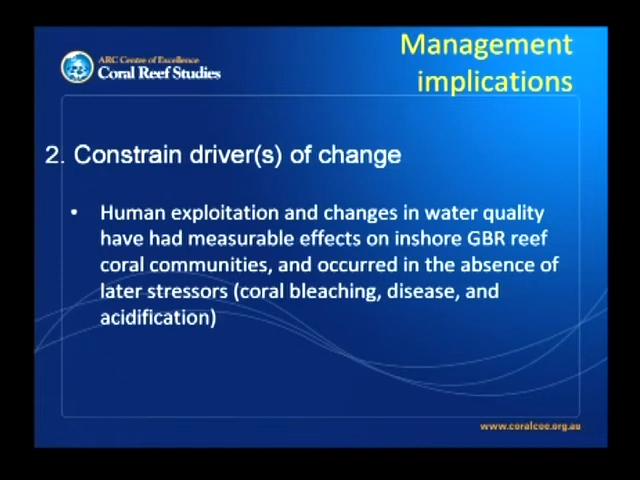 Management
implications
ARC Centre of Excellence
Coral Reef Studies
2. Constrain driver(s) of change
• Human exploitation and changes in water quality
have had measurable effects on inshore GBR reef
coral communities, and occurred in the absence of
later stressors (coral bleaching, disease, and
acidification)
www.coralcoe.org.au